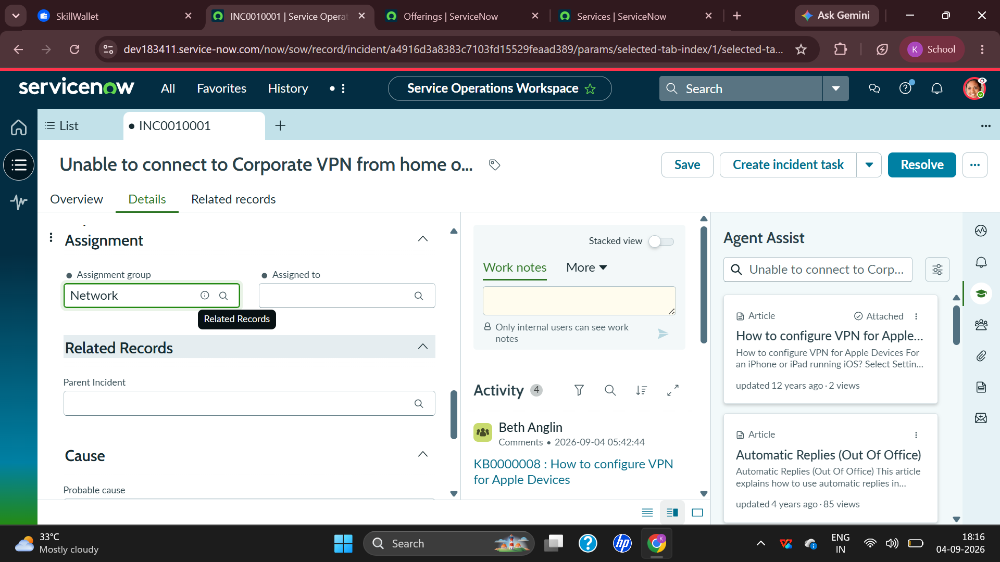 SkillWallet
INC0010001 | Service Operat
Offerings | ServiceNow
Services | ServiceNow
Ask Gemini
dev183411.service-now.com/now/sow/record/incident/a4916d3a8383c7103fd15529feaad389/params/selected-tab-index/1/selected-ta...
K School
servicenow
All
Favorites
History
Service Operations Workspace
Search
List
INC0010001
Unable to connect to Corporate VPN from home o...
Save
Create incident task
Resolve
Overview
Details
Related records
Assignment
Assignment group
Assigned to
Network
Related Records
Related Records
Parent Incident
Cause
Probable cause
Stacked view
Work notes
More
Only internal users can see work
notes
Activity 4
Beth Anglin
Comments • 2026-09-04 05:42:44
KB0000008 : How to configure VPN
for Apple Devices
Agent Assist
Unable to connect to Corp...
Article
Attached
How to configure VPN for Apple...
How to configure VPN for Apple Devices For
an iPhone or iPad running iOS? Select Settin...
updated 12 years ago · 2 views
Article
Automatic Replies (Out Of Office)
Automatic Replies (Out Of Office) This article
explains how to use automatic replies in...
updated 4 years ago · 85 views
33°C
Mostly cloudy
Search
hp
K
ENG
IN
18:16
04-09-2026